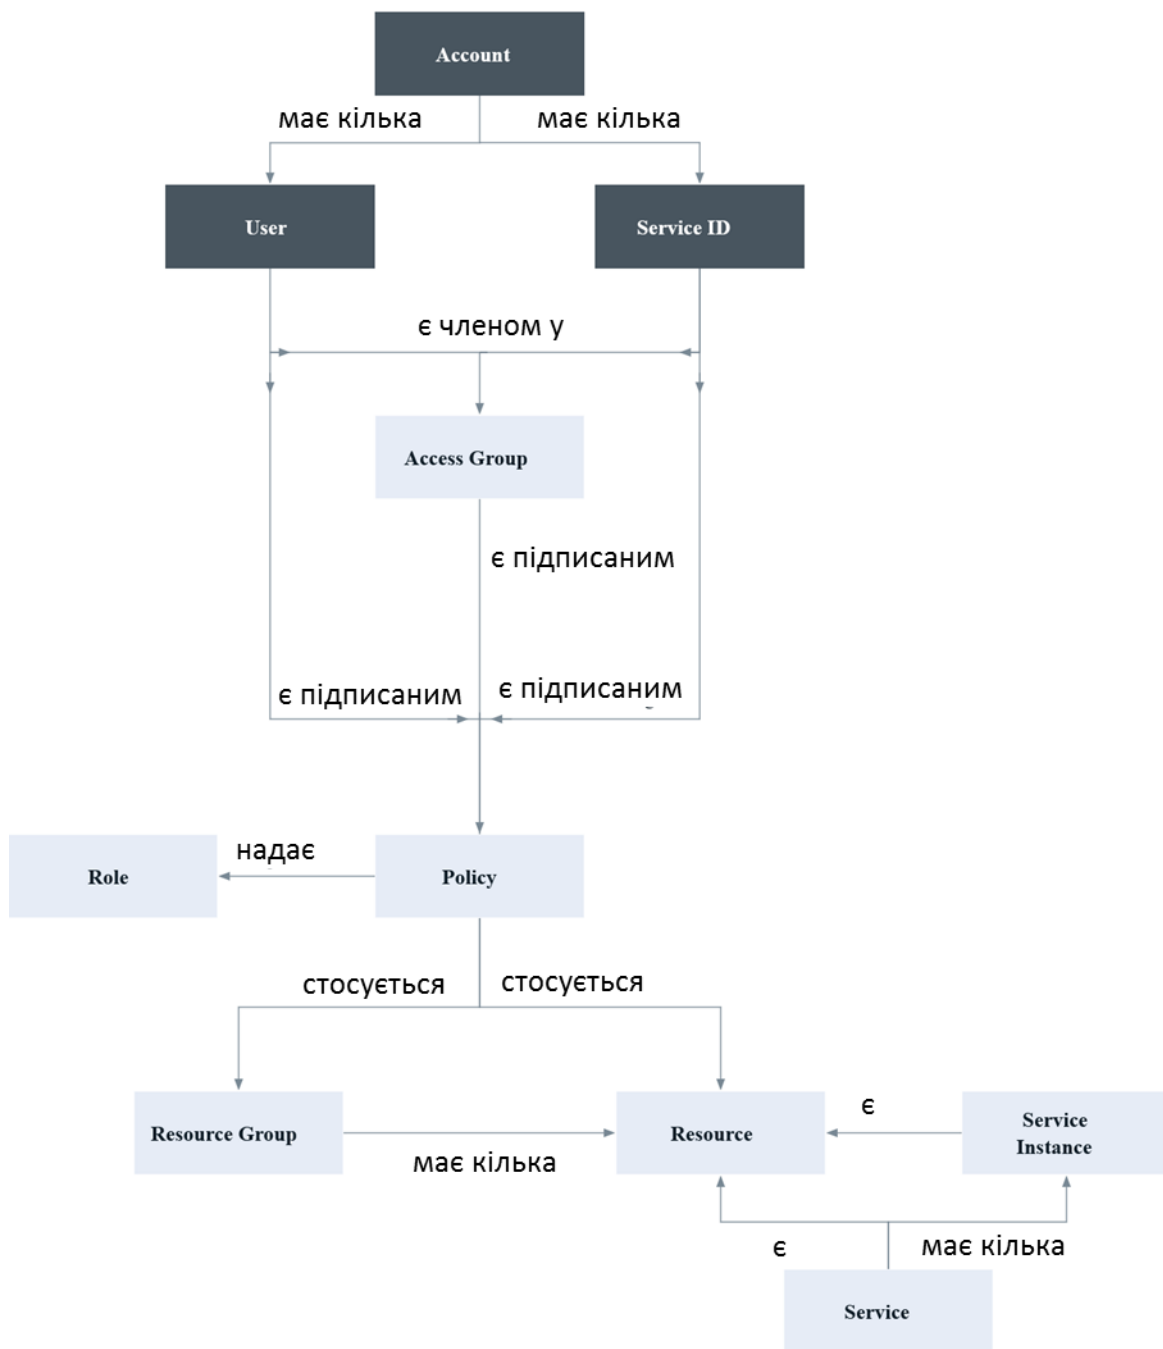 Account
має кілька
має кілька
User
Service ID
є членом у
Access Group
є підписаним
є підписаним
є підписаним
надає
Role
Policy
стосується
стосується
Resource Group
має кілька
Resource
є
Service
Instance
є
має кілька
Service